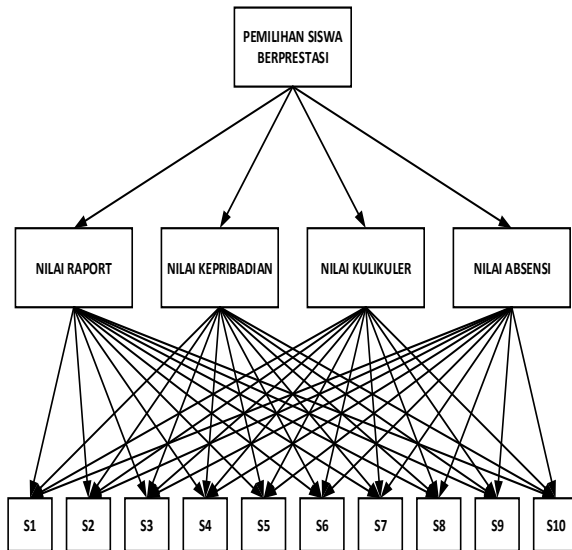 PEMILIHAN SISWA
BERPRESTASI
NILAI RAPORT
NILAI KEPRIBADIAN
NILAI KULIKULER
NILAI ABSENSI
S1
S2
S3
S4
S5
S6
S7
S8
S9
S10